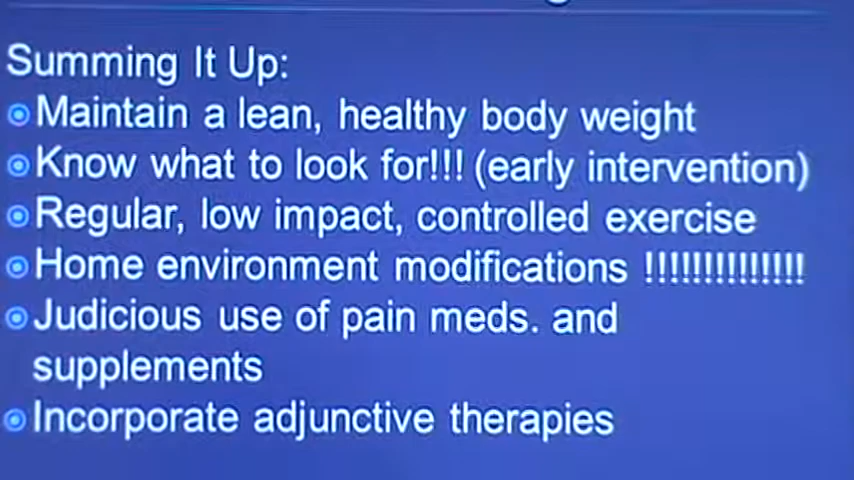 Summing It Up:
Maintain a lean, healthy body weight
Know what to look for!!! (early intervention)
Regular, low impact, controlled exercise
Home environment modifications !!!!!!!!!!!!!!!!
Judicious use of pain meds. and
supplements
Incorporate adjunctive therapies